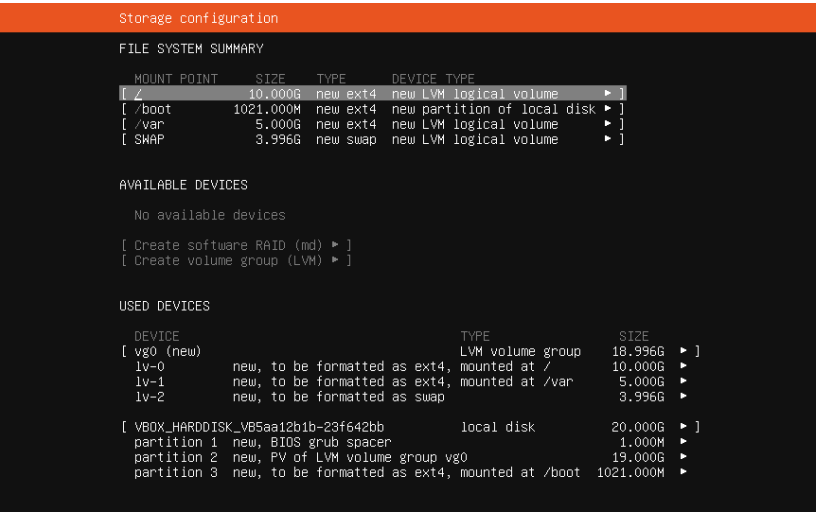 Storage configuration
FILE SYSTEM SUMMARY
MOUNT POINT SIZE TYPE DEVICE TYPE
[ / 10.000G new ext4 new LVM logical volume ▸ ]
[ /boot 1021.000M new ext4 new partition of local disk ▸ ]
[ /var 5.000G new ext4 new LVM logical volume ▸ ]
[ SWAP 3.996G new swap new LVM logical volume ▸ ]
AVAILABLE DEVICES
No available devices
[ Create software RAID (md) ▸ ]
[ Create volume group (LVM) ▸ ]
USED DEVICES
DEVICE TYPE SIZE
[ vg0 (new) LVM volume group 18.996G ▸ ]
lv-0 new, to be formatted as ext4, mounted at / 10.000G ▸
lv-1 new, to be formatted as ext4, mounted at /var 5.000G ▸
lv-2 new, to be formatted as swap 3.996G ▸
[ VBOX_HARDDISK_VB5aa12b1b-23f642bb local disk 20.000G ▸ ]
partition 1 new, BIOS grub spacer 1.000M ▸
partition 2 new, PV of LVM volume group vg0 19.000G ▸
partition 3 new, to be formatted as ext4, mounted at /boot 1021.000M ▸